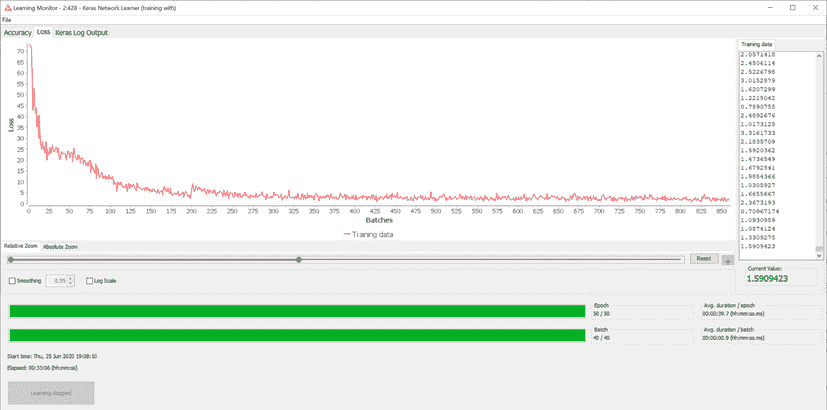 Learning Monitor - 2:428 - Keras Network Learner (training with)
File
Accuracy Loss Keras Log Output
Training data
70
65
60
55
50
45
40
35
30
25
20
15
10
5
0
Loss
0 25 50 75 100 125 150 175 200 225 250 275 300 325 350 375 400 425 450 475 500 525 550 575 600 625 650 675 700 725 750 775 800 825 850
Batches
Training data
2.0571418
2.4506114
2.5226795
3.0152879
1.6207299
1.2215042
0.7890755
2.4892676
1.0173125
3.3161733
2.1835709
1.5920362
1.4736549
1.6792841
1.9854366
1.0305927
1.6655667
2.3673193
0.70967174
1.0930959
1.0874124
1.3305275
1.5909423
Relative Zoom Absolute Zoom
Reset
Smoothing 0.95 Log Scale
Current Value:
1.5909423
Epoch
50 / 50
Avg. duration / epoch
00:00:39.7 (hh:mm:ss.ms)
Batch
40 / 40
Avg. duration / batch
00:00:00.9 (hh:mm:ss.ms)
Start time: Thu, 25 Jun 2020 19:08:10
Elapsed: 00:33:06 (hh:mm:ss)
Learning stopped